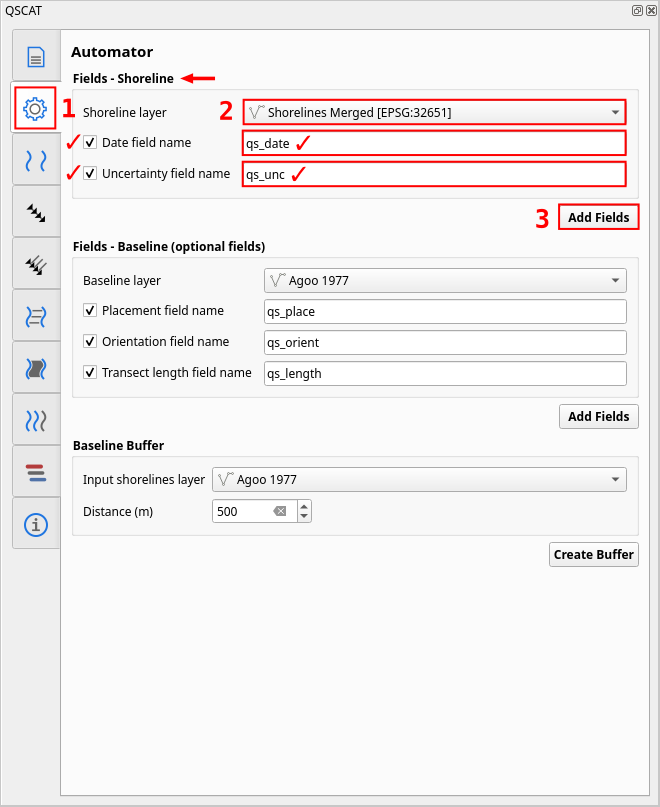 QSCAT
Automator
Fields - Shoreline
1
Shoreline layer
2
Shorelines Merged [EPSG:32651]
Date field name
qs_date
Uncertainty field name
qs_unc
3
Add Fields
Fields - Baseline (optional fields)
Baseline layer
Agoo 1977
Placement field name
qs_place
Orientation field name
qs_orient
Transect length field name
qs_length
Add Fields
Baseline Buffer
Input shorelines layer
Agoo 1977
Distance (m)
500
Create Buffer